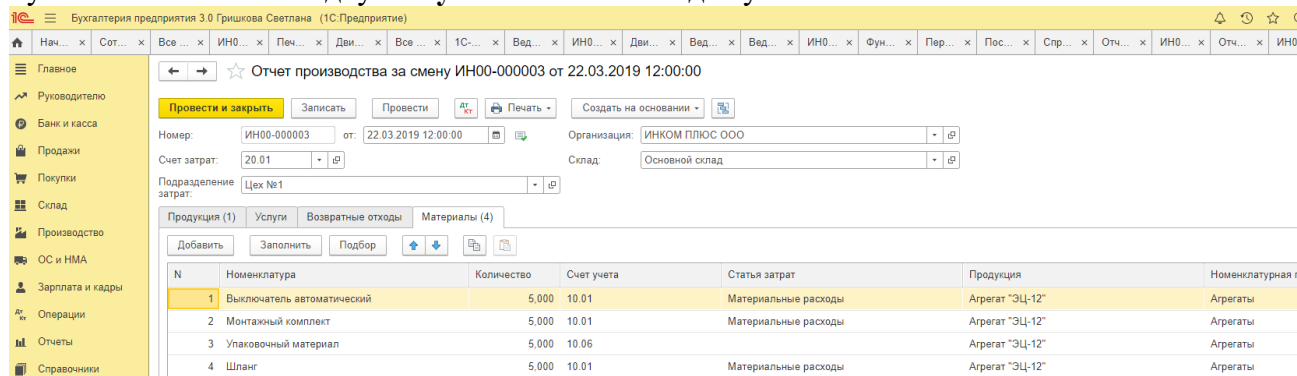 1С Бухгалтерия предприятия 3.0 Гришкова Светлана (1С:Предприятие)
Нач... × Сот... × Все ... × ИН0... × Печ... × Дви... × Все ... × 1С-... × Вед... × ИН0... × Дви... × Вед... × Вед... × ИН0... × Фун... × Пер... × Пос... × Спр... × Отч... × ИН0... × Отч... × ИН0
Главное
Руководителю
Банк и касса
Продажи
Покупки
Склад
Производство
ОС и НМА
Зарплата и кадры
Операции
Отчеты
Справочники
Отчет производства за смену ИН00-000003 от 22.03.2019 12:00:00
Провести и закрыть Записать Провести Дт Кт Печать Создать на основании
Номер: ИН00-000003 от: 22.03.2019 12:00:00 Организация: ИНКОМ ПЛЮС ООО
Счет затрат: 20.01 Склад: Основной склад
Подразделение затрат: Цех №1
Продукция (1) Услуги Возвратные отходы Материалы (4)
Добавить Заполнить Подбор
N Номенклатура Количество Счет учета Статья затрат Продукция Номенклатурная
1 Выключатель автоматический 5,000 10.01 Материальные расходы Агрегат "ЭЦ-12" Агрегаты
2 Монтажный комплект 5,000 10.01 Материальные расходы Агрегат "ЭЦ-12" Агрегаты
3 Упаковочный материал 5,000 10.06 Агрегат "ЭЦ-12" Агрегаты
4 Шланг 5,000 10.01 Материальные расходы Агрегат "ЭЦ-12" Агрегаты